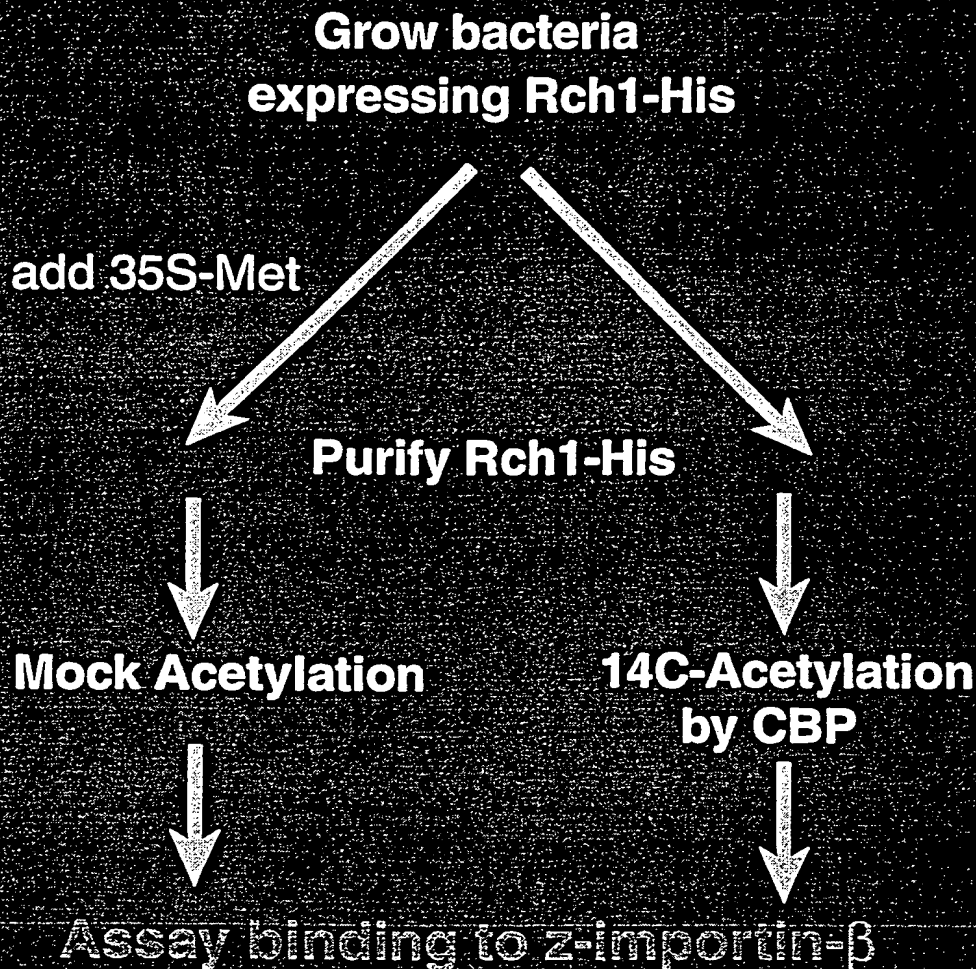 Grow bacteria
expressing Rch1-His
add 35S-Met
Purify Rch1-His
Mock Acetylation
14C-Acetylation
by CBP
Assay binding to z-importin-β